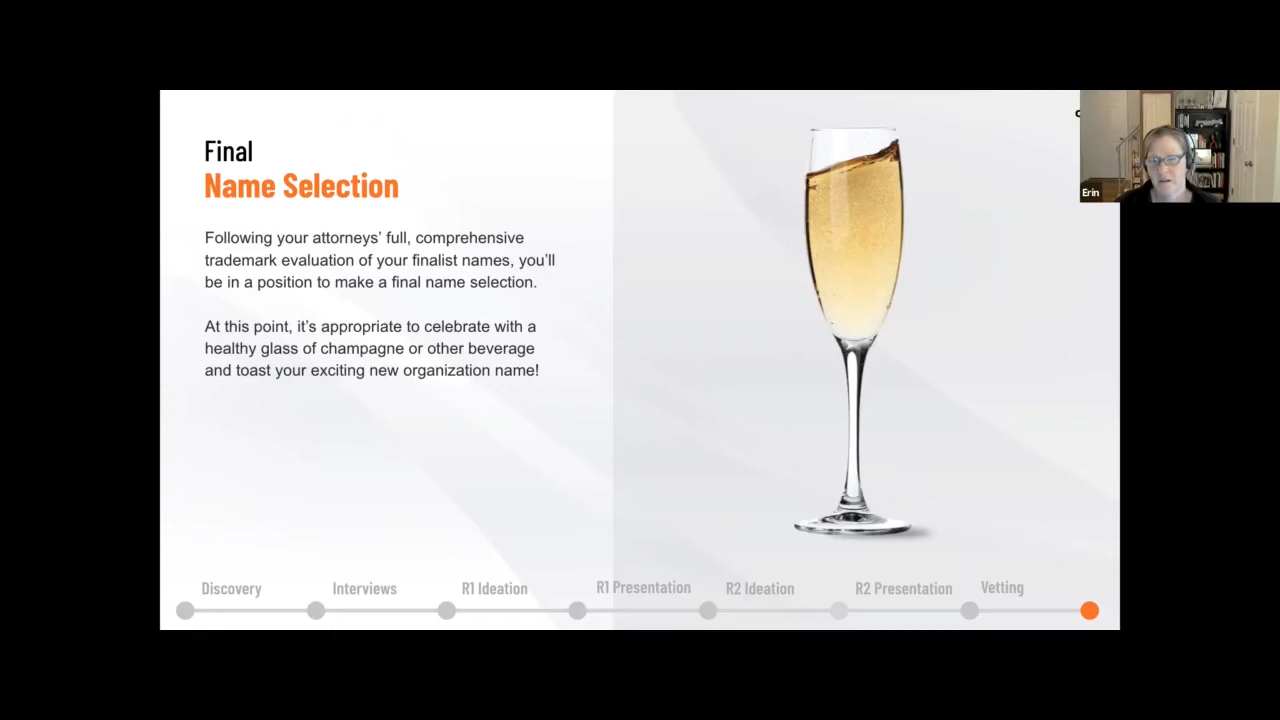 Final
Name Selection
Following your attorneys’ full, comprehensive
trademark evaluation of your finalist names, you’ll
be in a position to make a final name selection.
At this point, it’s appropriate to celebrate with a
healthy glass of champagne or other beverage
and toast your exciting new organization name!
Erin
Discovery
Interviews
R1 Ideation
R1 Presentation
R2 Ideation
R2 Presentation
Vetting